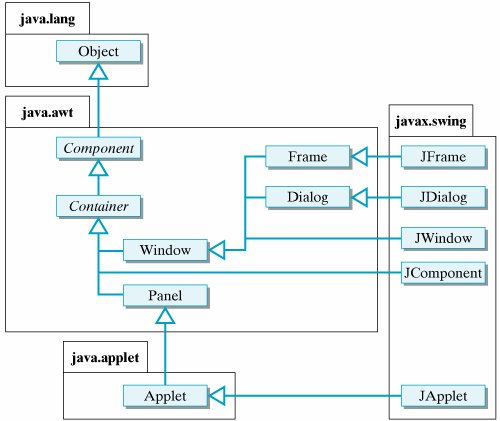 java.lang
Object
java.awt
javax.swing
Component
Frame
JFrame
Container
Dialog
JDialog
Window
JWindow
JComponent
Panel
java.applet
Applet
JApplet